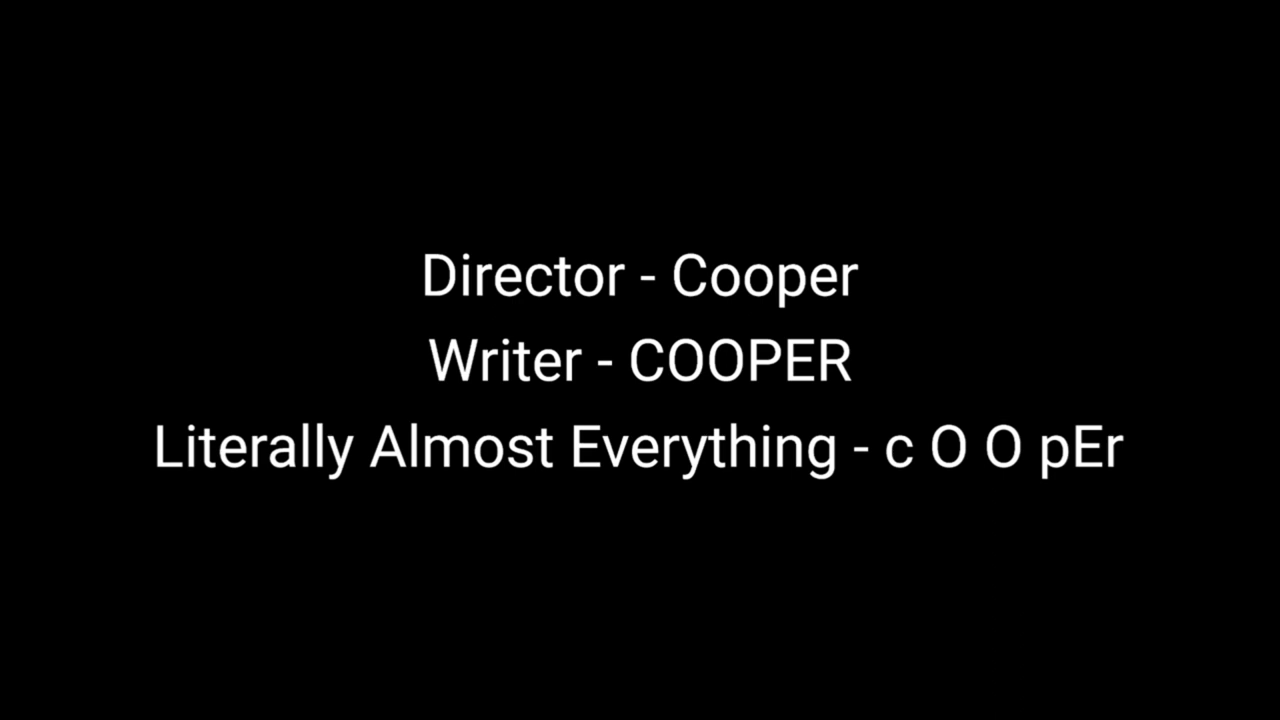 Director - Cooper
Writer - COOPER
Literally Almost Everything - c O O pEr